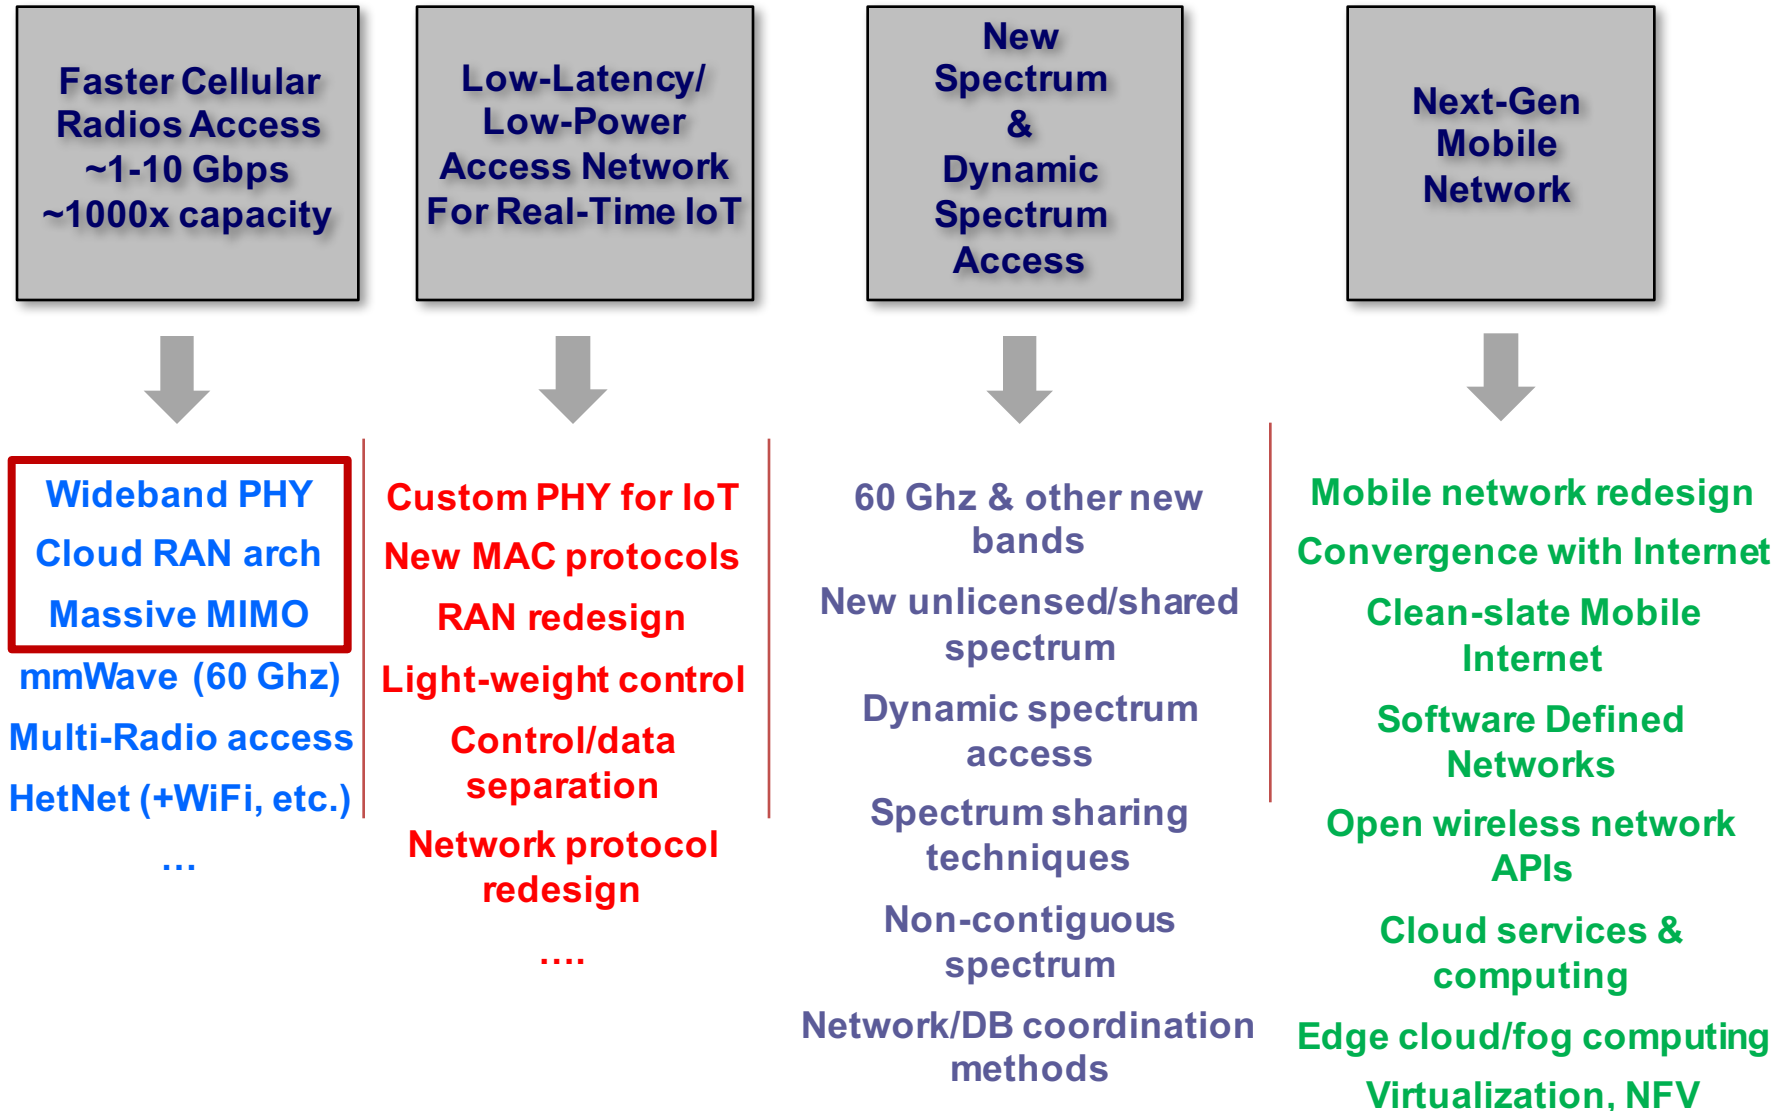 Faster Cellular
Radios Access
~1-10 Gbps
~1000x capacity
Low-Latency/
Low-Power
Access Network
For Real-Time IoT
New
Spectrum
&
Dynamic
Spectrum
Access
Next-Gen
Mobile
Network
Wideband PHY
Cloud RAN arch
Massive MIMO
mmWave (60 Ghz)
Multi-Radio access
HetNet (+WiFi, etc.)
...
Custom PHY for IoT
New MAC protocols
RAN redesign
Light-weight control
Control/data
separation
Network protocol
redesign
....
60 Ghz & other new
bands
New unlicensed/shared
spectrum
Dynamic spectrum
access
Spectrum sharing
techniques
Non-contiguous
spectrum
Network/DB coordination
methods
Mobile network redesign
Convergence with Internet
Clean-slate Mobile
Internet
Software Defined
Networks
Open wireless network
APIs
Cloud services &
computing
Edge cloud/fog computing
Virtualization, NFV